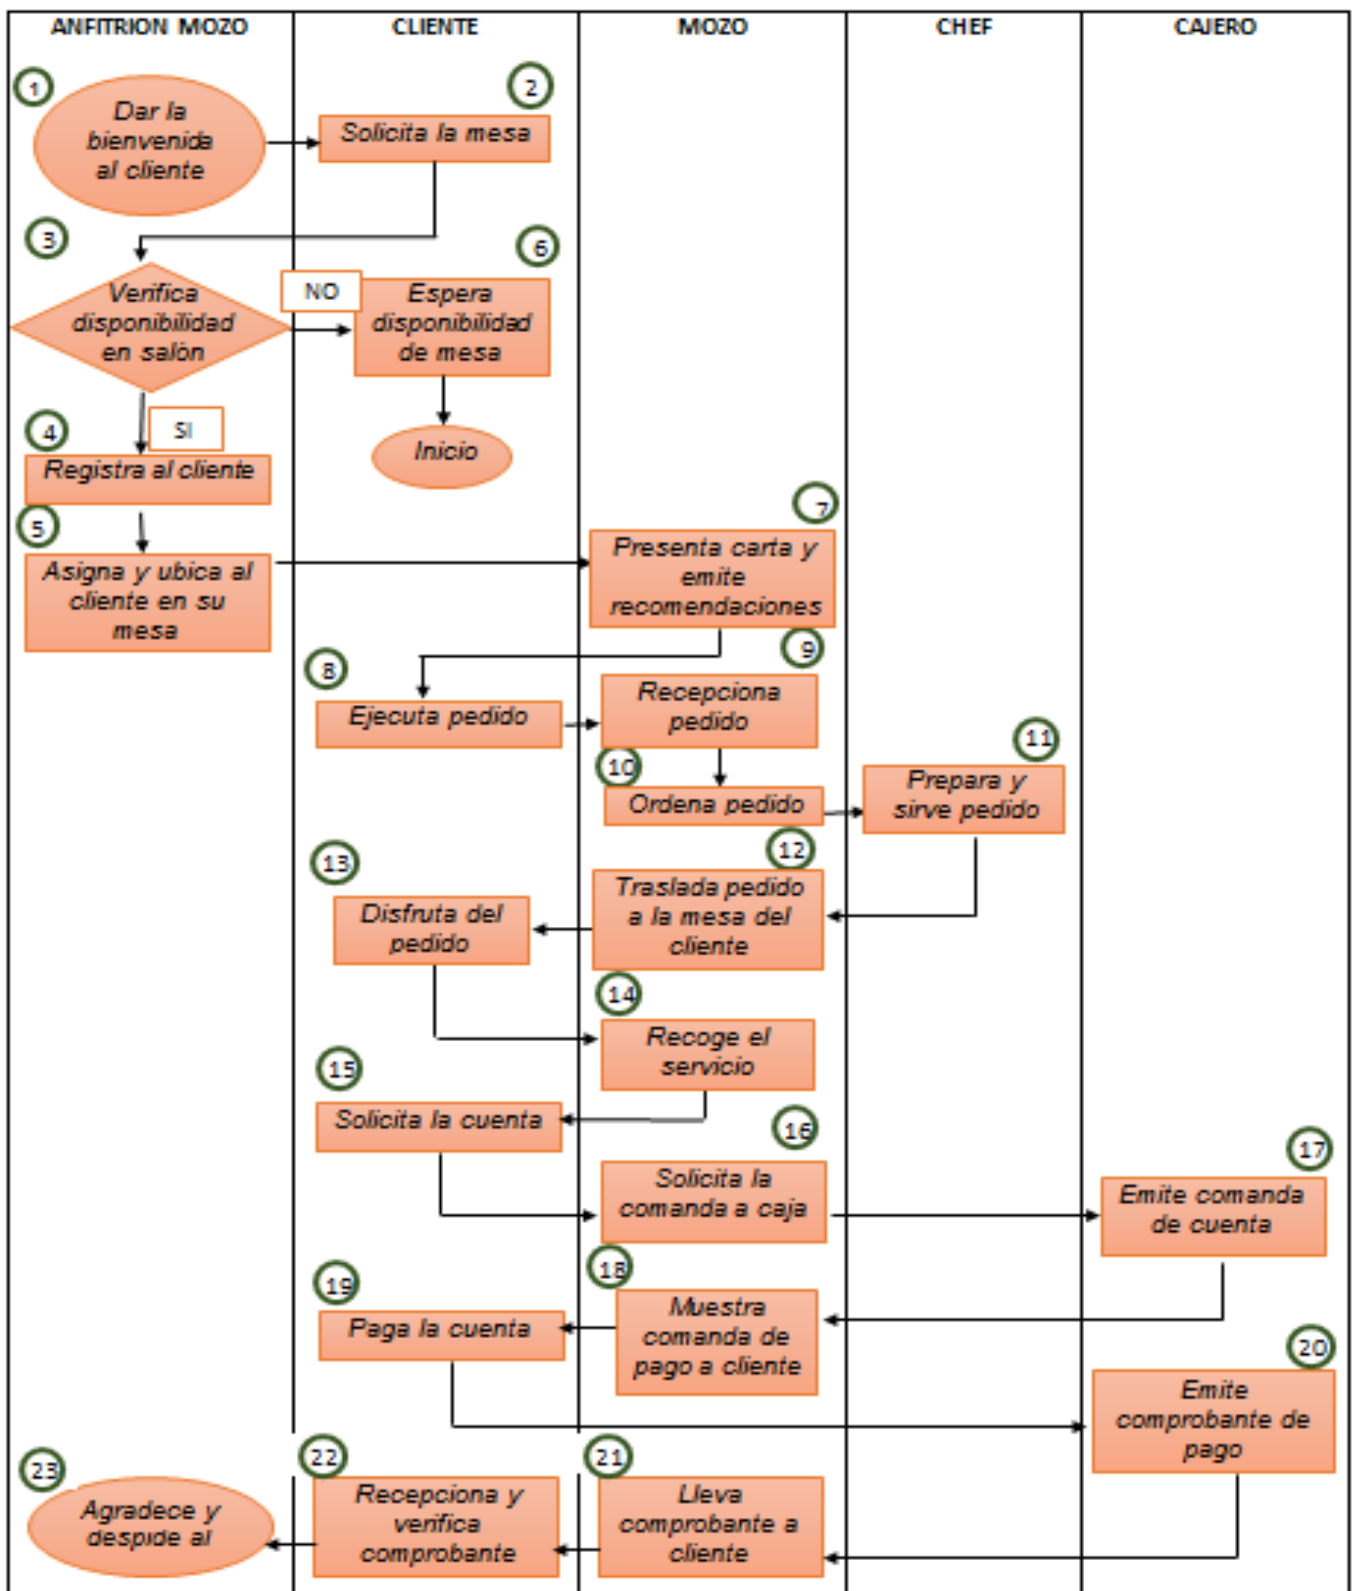 ANFITRION MOZO
CLIENTE
MOZO
CHEF
CAJERO
1
Dar la
bienvenida
al cliente
2
Solicita la mesa
3
Verifica
disponibilidad
en salòn
NO
6
Espera
disponibilidad
de mesa
Inicio
SI
4
Registra al cliente
5
Asigna y ubica al
cliente en su
mesa
7
Presenta carta y
emite
recomendaciones
8
Ejecuta pedido
9
Recepciona
pedido
10
Ordena pedido
11
Prepara y
sirve pedido
12
Traslada pedido
a la mesa del
cliente
13
Disfruta del
pedido
14
Recoge el
servicio
15
Solicita la cuenta
16
Solicita la
comanda a caja
17
Emite comanda
de cuenta
18
Muestra
comanda de
pago a cliente
19
Paga la cuenta
20
Emite
comprobante de
pago
21
Lleva
comprobante a
cliente
22
Recepciona y
verifica
comprobante
23
Agradece y
despide al